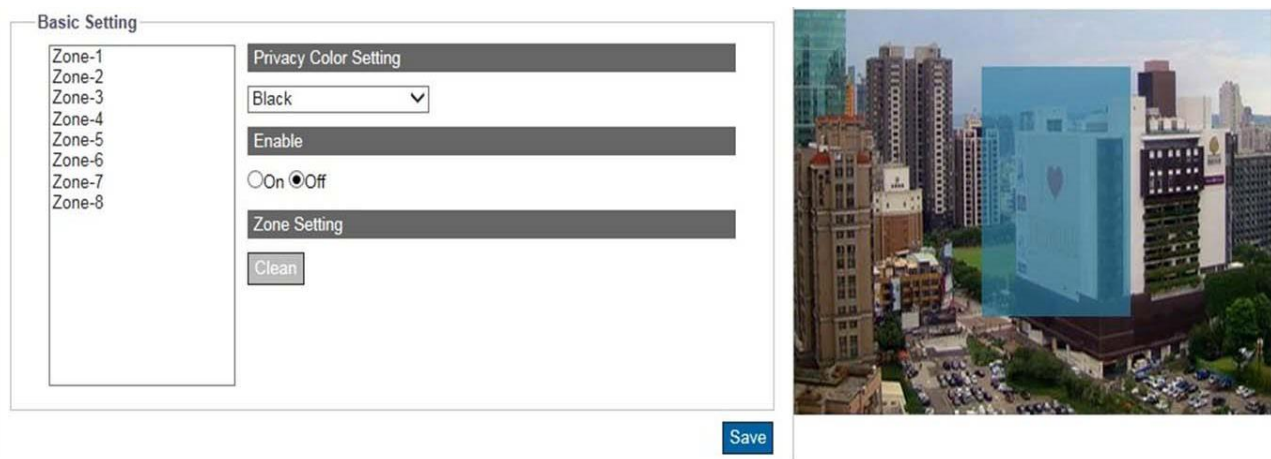 Basic Setting
Zone-1
Zone-2
Zone-3
Zone-4
Zone-5
Zone-6
Zone-7
Zone-8
Privacy Color Setting
Black
Enable
On Off
Zone Setting
Clean
Save